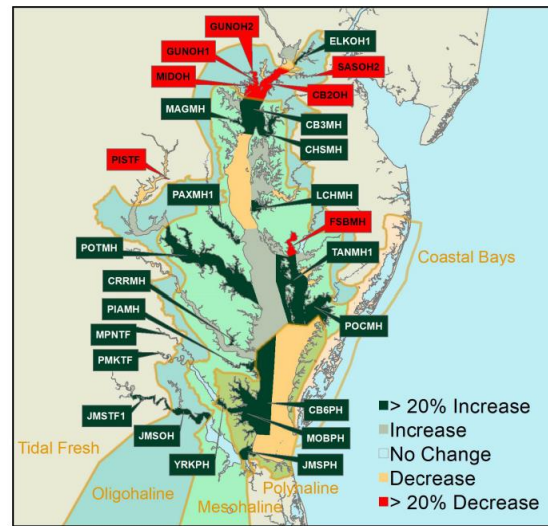 GUNOH2
ELKOH1
GUNOH1
SASOH2
MIDOH
CB2OH
MAGMH
CB3MH
CHSMH
PISTF
PAXMH1
LCHMH
FSBMH
POTMH
TANMH1
Coastal Bays
CRRMH
PIAMH
POCMH
MPNTF
PMKTF
> 20% Increase
JMSTF1
CB6PH
Increase
JMSOH
MOBPH
No Change
Tidal Fresh
YRKPH
JMSPH
Decrease
Oligohaline
Polyhaline
> 20% Decrease
Mesohaline